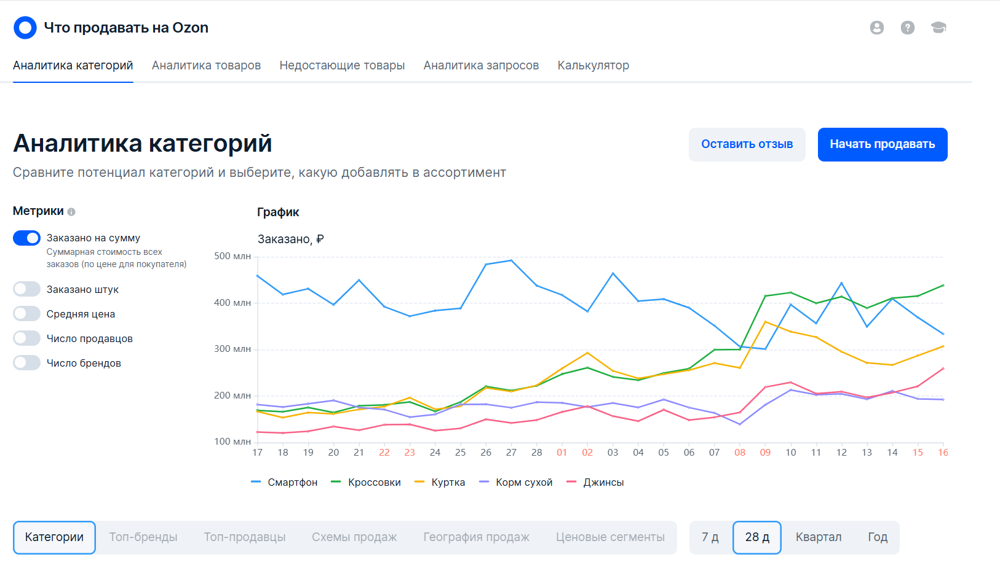 Что продавать на Ozon
Аналитика категорий Аналитика товаров Недостающие товары Аналитика запросов Калькулятор
Аналитика категорий
Оставить отзыв Начать продавать
Сравните потенциал категорий и выберите, какую добавлять в ассортимент
Метрики
Заказано на сумму
Суммарная стоимость всех
заказов (по цене для покупателя)
Заказано штук
Средняя цена
Число продавцов
Число брендов
График
Заказано, ₽
500 млн
400 млн
300 млн
200 млн
100 млн
17 18 19 20 21 22 23 24 25 26 27 28 01 02 03 04 05 06 07 08 09 10 11 12 13 14 15 16
Смартфон Кроссовки Куртка Корм сухой Джинсы
Категории Топ-бренды Топ-продавцы Схемы продаж География продаж Ценовые сегменты 7 д 28 д Квартал Год